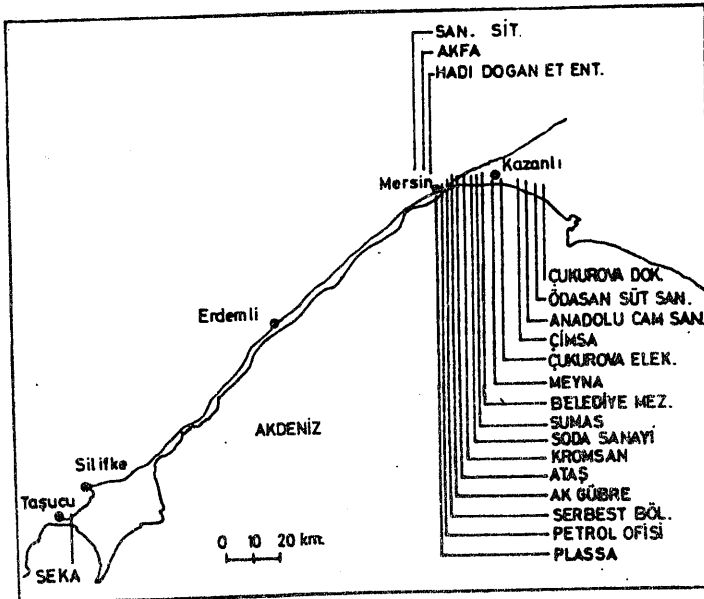 SAN. SİT.
AKFA
HADI DOGAN ET ENT.
Kazanlı
Mersin
ÇUKUROVA DOK.
ÖDASAN SÜT SAN.
ANADOLU CAM SAN.
ÇİMSA
Erdemli
ÇUKUROVA ELEK.
MEYNA
BELEDİYE MEZ.
AKDENİZ
SUMAS
SODA SANAYİ
KROMSAN
Silifke
ATAŞ
AK GÜBRE
Taşucu
SERBEST BÖL.
PETROL OFİSİ
0 10 20 km.
PLASSA
SEKA